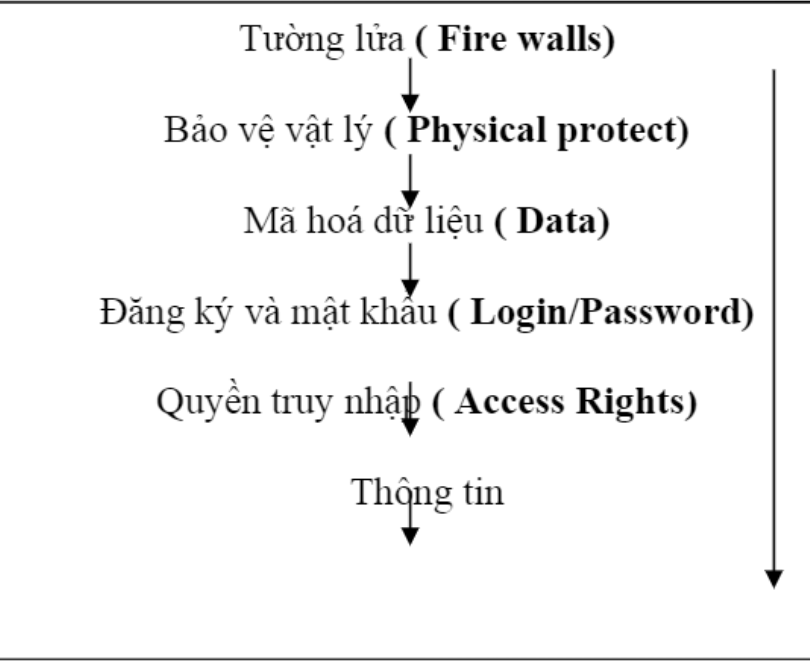 Tường lửa ( Fire walls)
Bảo vệ vật lý ( Physical protect)
Mã hoá dữ liệu ( Data)
Đăng ký và mật khẩu ( Login/Password)
Quyền truy nhập ( Access Rights)
Thông tin